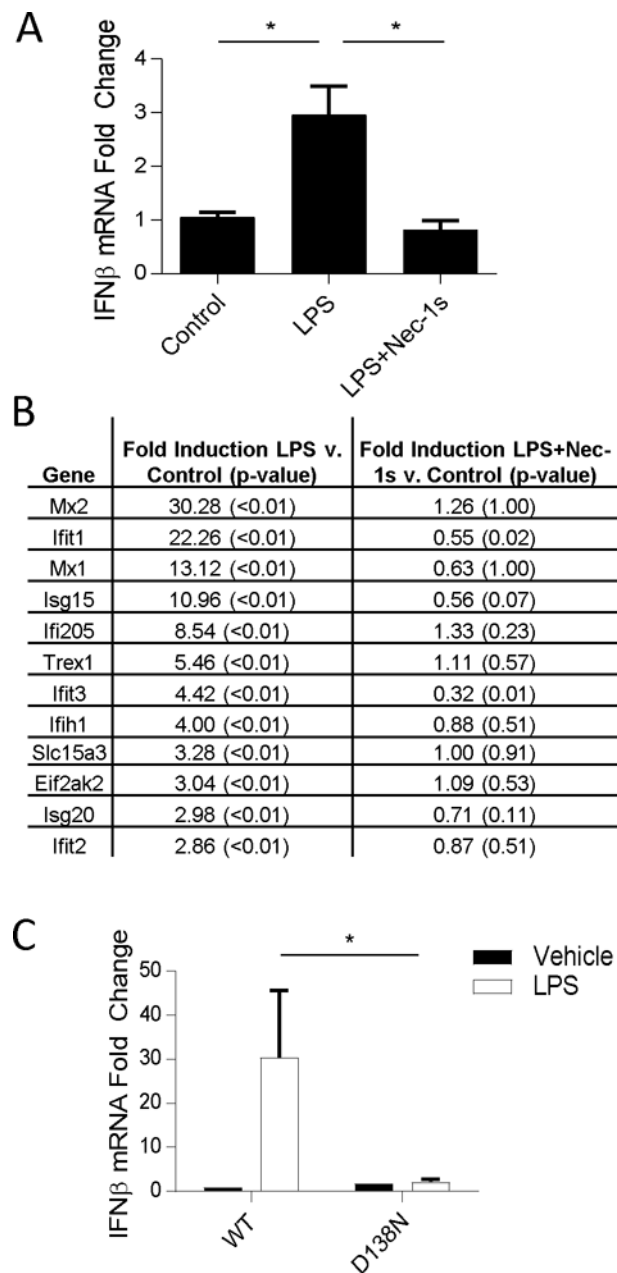 A
* *
IFNβ mRNA Fold Change
4
3
2
1
0
Control
LPS
LPS+Nec-1s
B
Gene Fold Induction LPS v. Control (p-value) Fold Induction LPS+Nec-1s v. Control (p-value)
Mx2 30.28 (<0.01) 1.26 (1.00)
Ifit1 22.26 (<0.01) 0.55 (0.02)
Mx1 13.12 (<0.01) 0.63 (1.00)
Isg15 10.96 (<0.01) 0.56 (0.07)
Ifi205 8.54 (<0.01) 1.33 (0.23)
Trex1 5.46 (<0.01) 1.11 (0.57)
Ifit3 4.42 (<0.01) 0.32 (0.01)
Ifih1 4.00 (<0.01) 0.88 (0.51)
Slc15a3 3.28 (<0.01) 1.00 (0.91)
Eif2ak2 3.04 (<0.01) 1.09 (0.53)
Isg20 2.98 (<0.01) 0.71 (0.11)
Ifit2 2.86 (<0.01) 0.87 (0.51)
C
*
Vehicle
LPS
IFNβ mRNA Fold Change
50
40
30
20
10
0
WT
D138N